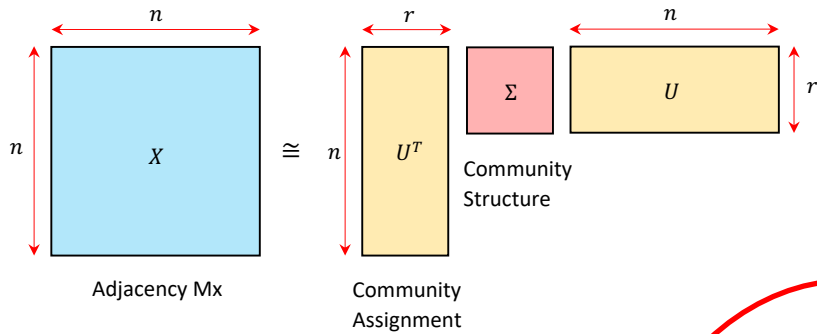 n
r
n
n
X
≅
n
U^T
Σ
U
r
Community
Structure
Adjacency Mx
Community
Assignment